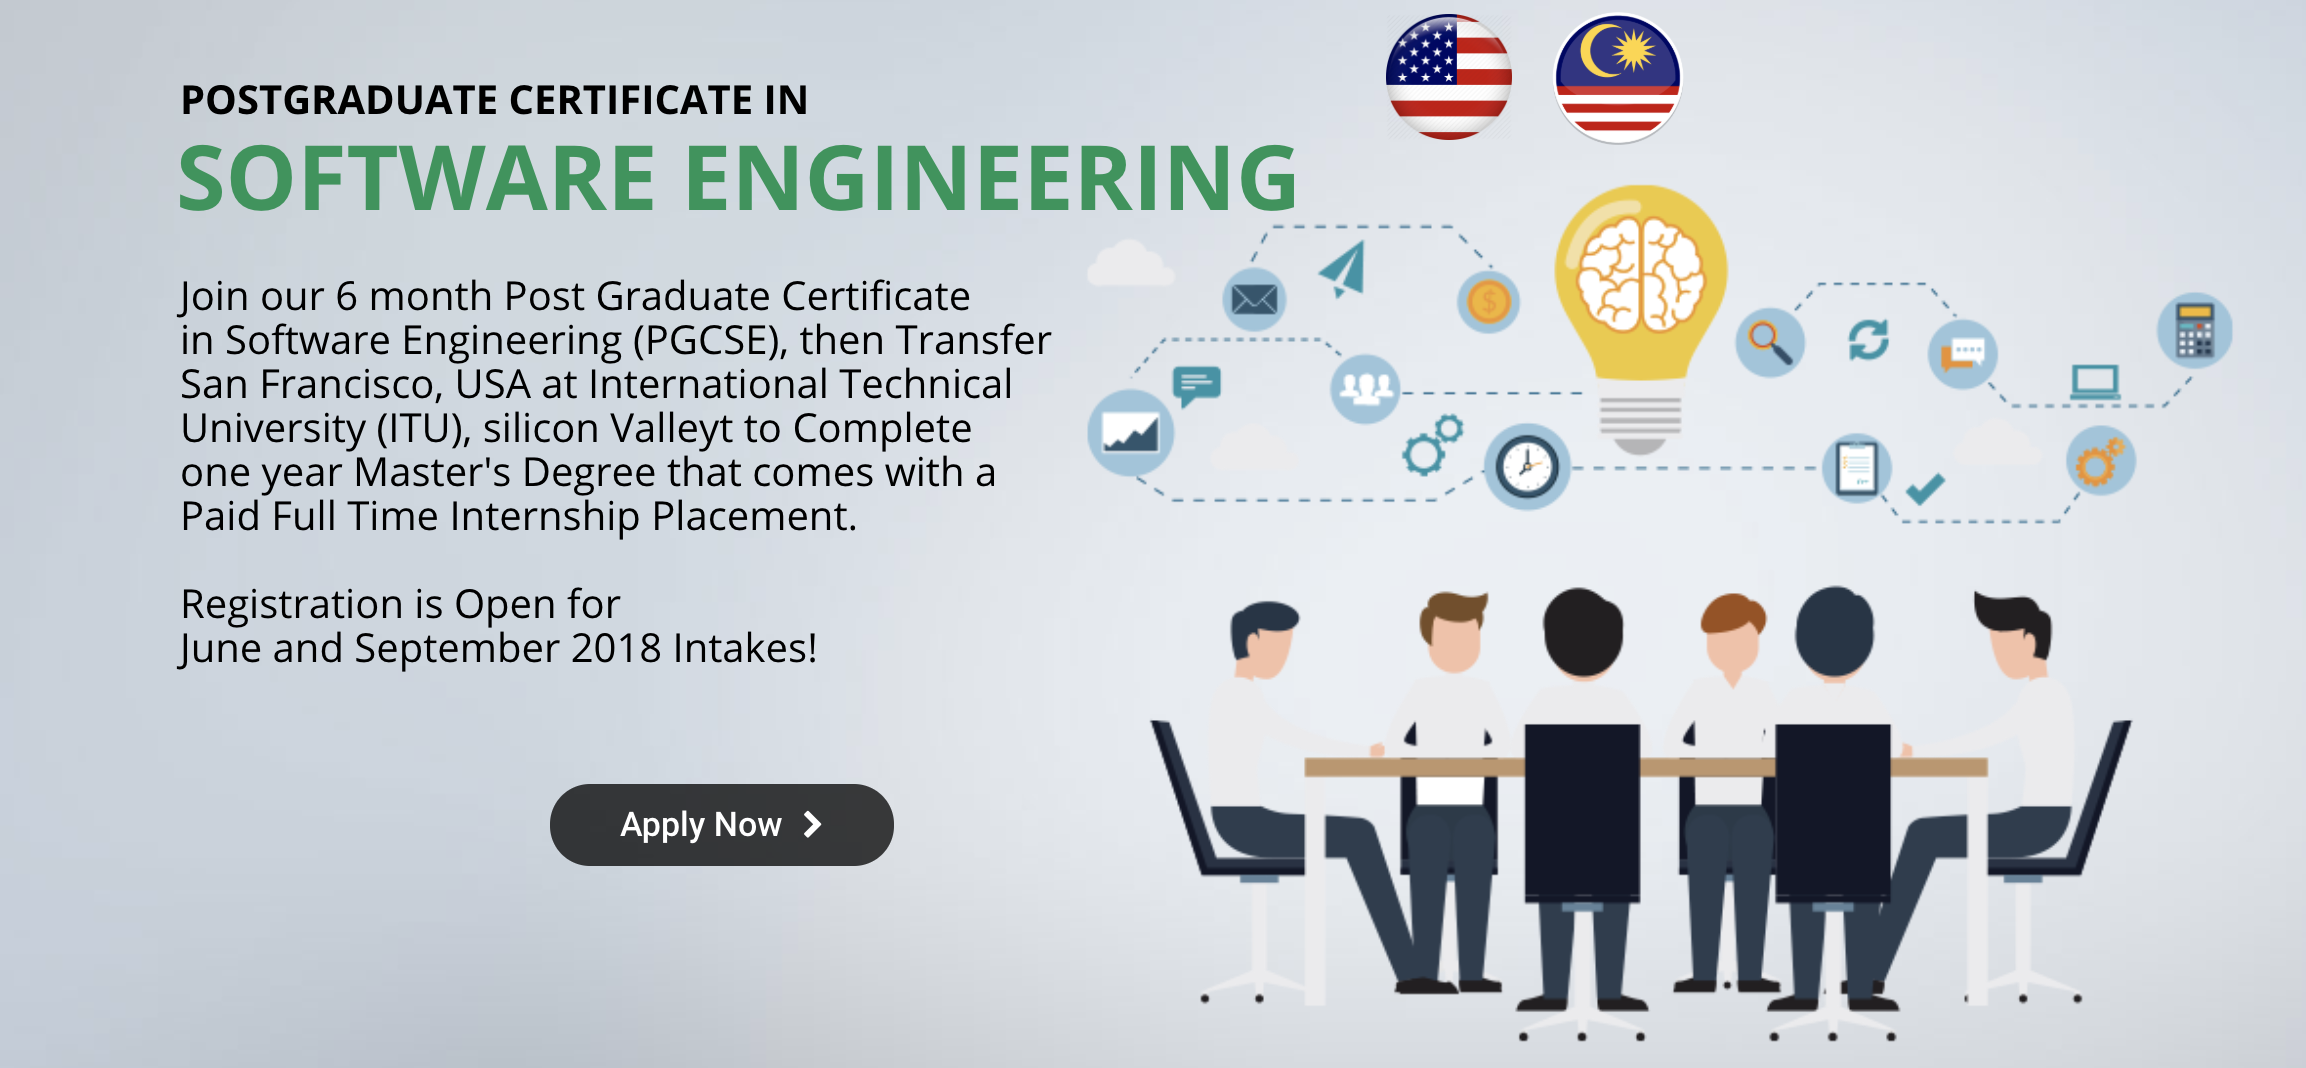 POSTGRADUATE CERTIFICATE IN
SOFTWARE ENGINEERING
Join our 6 month Post Graduate Certificate
in Software Engineering (PGCSE), then Transfer
San Francisco, USA at International Technical
University (ITU), silicon Valleyt to Complete
one year Master's Degree that comes with a
Paid Full Time Internship Placement.
Registration is Open for
June and September 2018 Intakes!
Apply Now